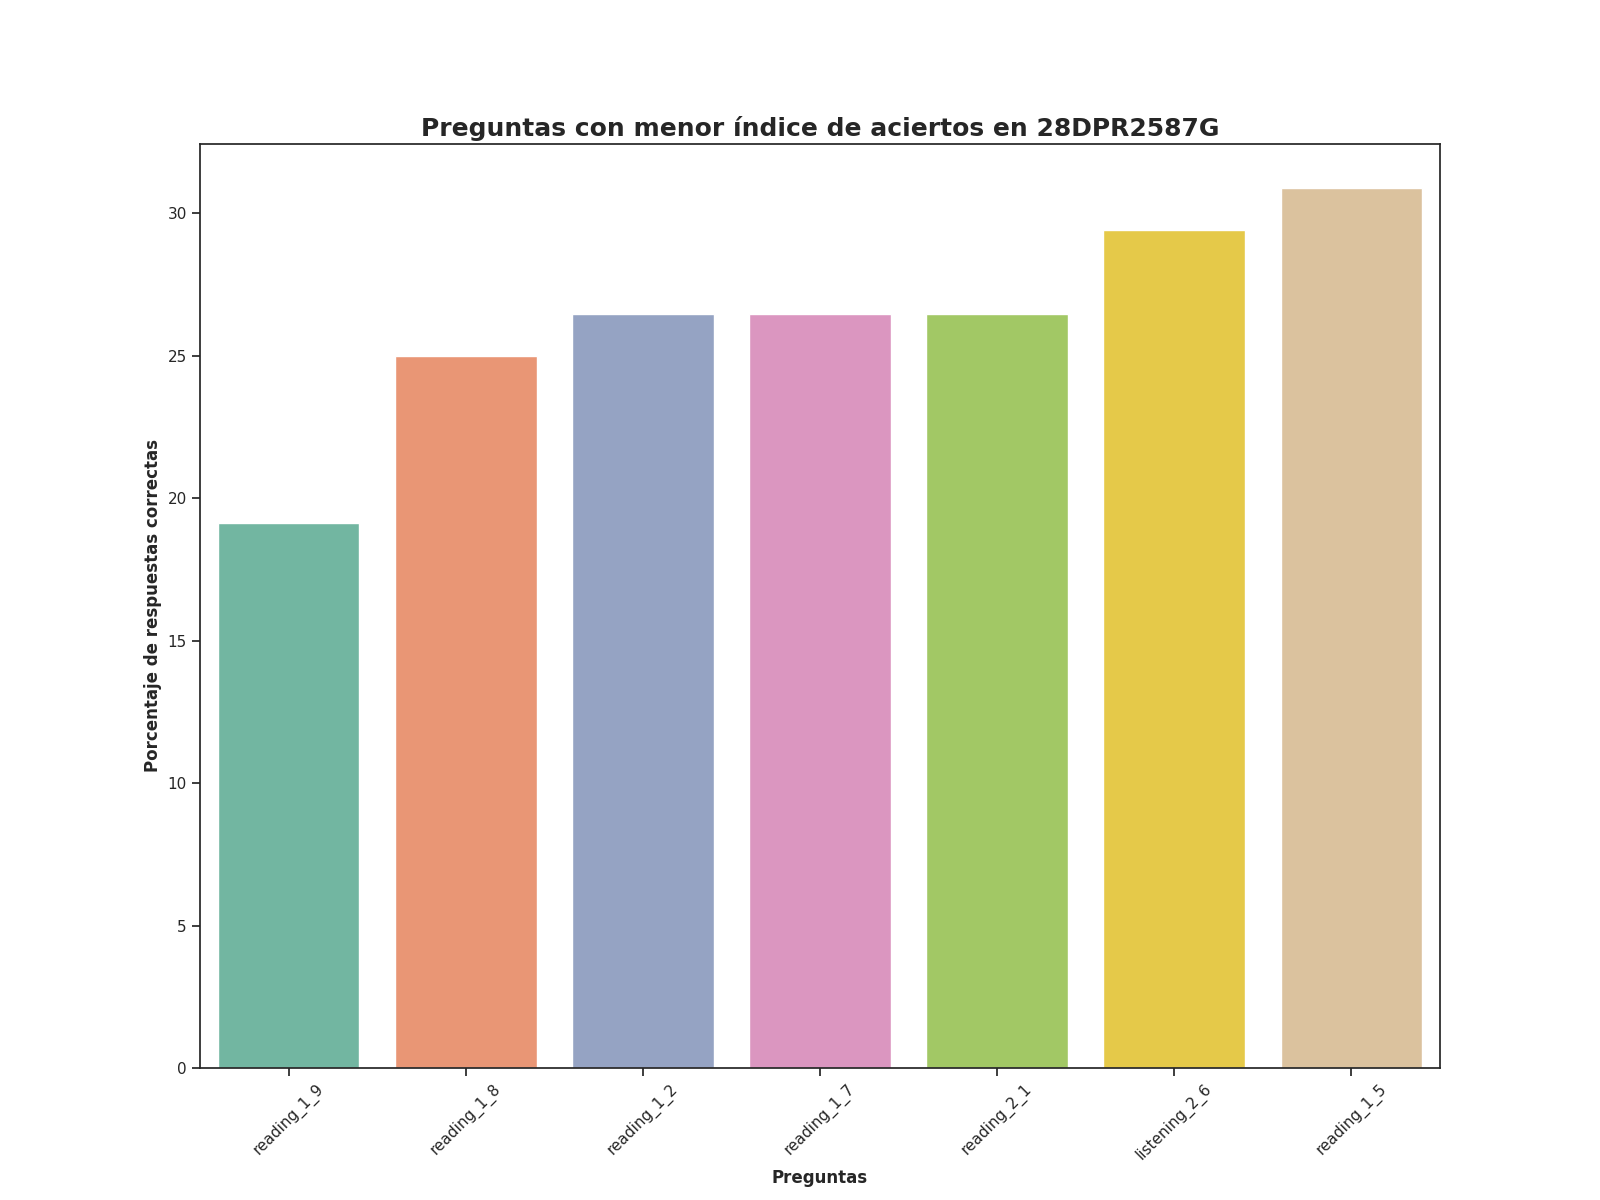 Preguntas con menor índice de aciertos en 28DPR2587G
Porcentaje de respuestas correctas
30
25
20
15
10
5
0
reading_1_9
reading_1_8
reading_1_2
reading_1_7
reading_2_1
listening_2_6
reading_1_5
Preguntas